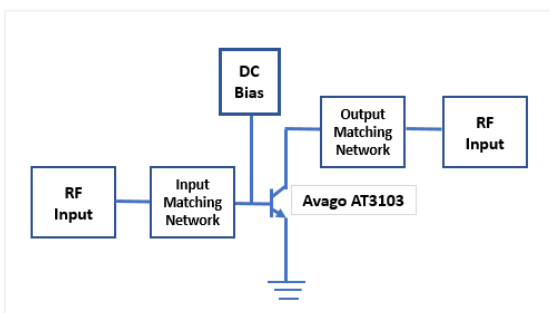 DC
Bias
Output
Matching
Network
RF
Input
RF
Input
Input
Matching
Network
Avago AT3103